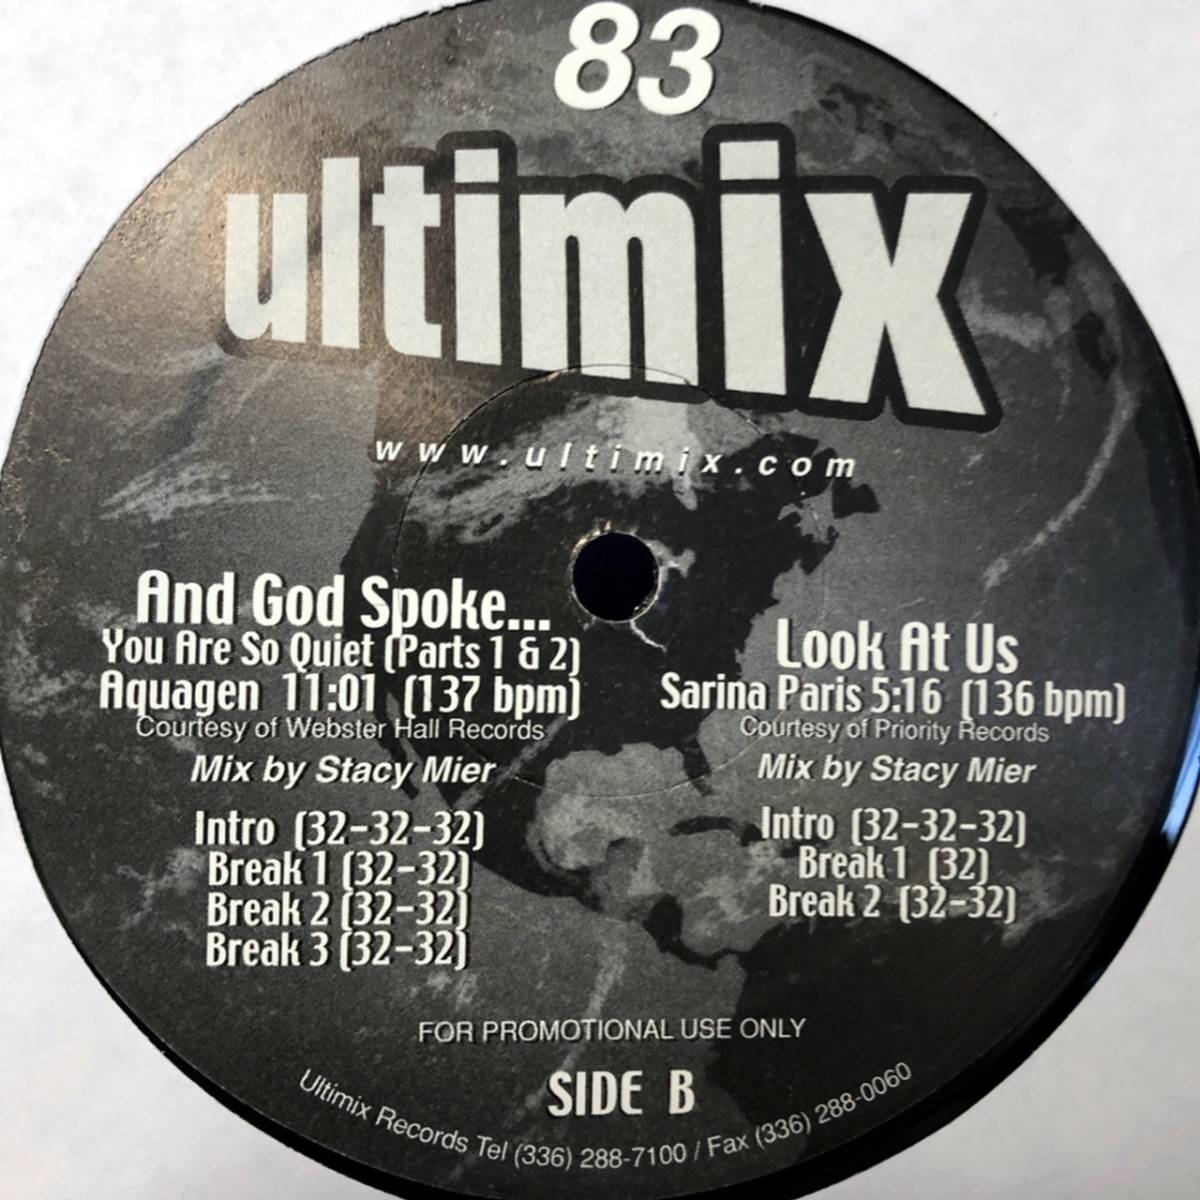 83
ultimix
www.ultimix.com
And God Spoke...
You Are So Quiet (Parts 1 & 2)
Aquagen 11:01 (137 bpm)
Courtesy of Webster Hall Records
Mix by Stacy Mier
Intro (32-32-32)
Break 1 (32-32)
Break 2 (32-32)
Break 3 (32-32)
Look At Us
Sarina Paris 5:16 (136 bpm)
Courtesy of Priority Records
Mix by Stacy Mier
Intro (32-32-32)
Break 1 (32)
Break 2 (32-32)
FOR PROMOTIONAL USE ONLY
SIDE B
Ultimix Records Tel (336) 288-7100 / Fax (336) 288-0060